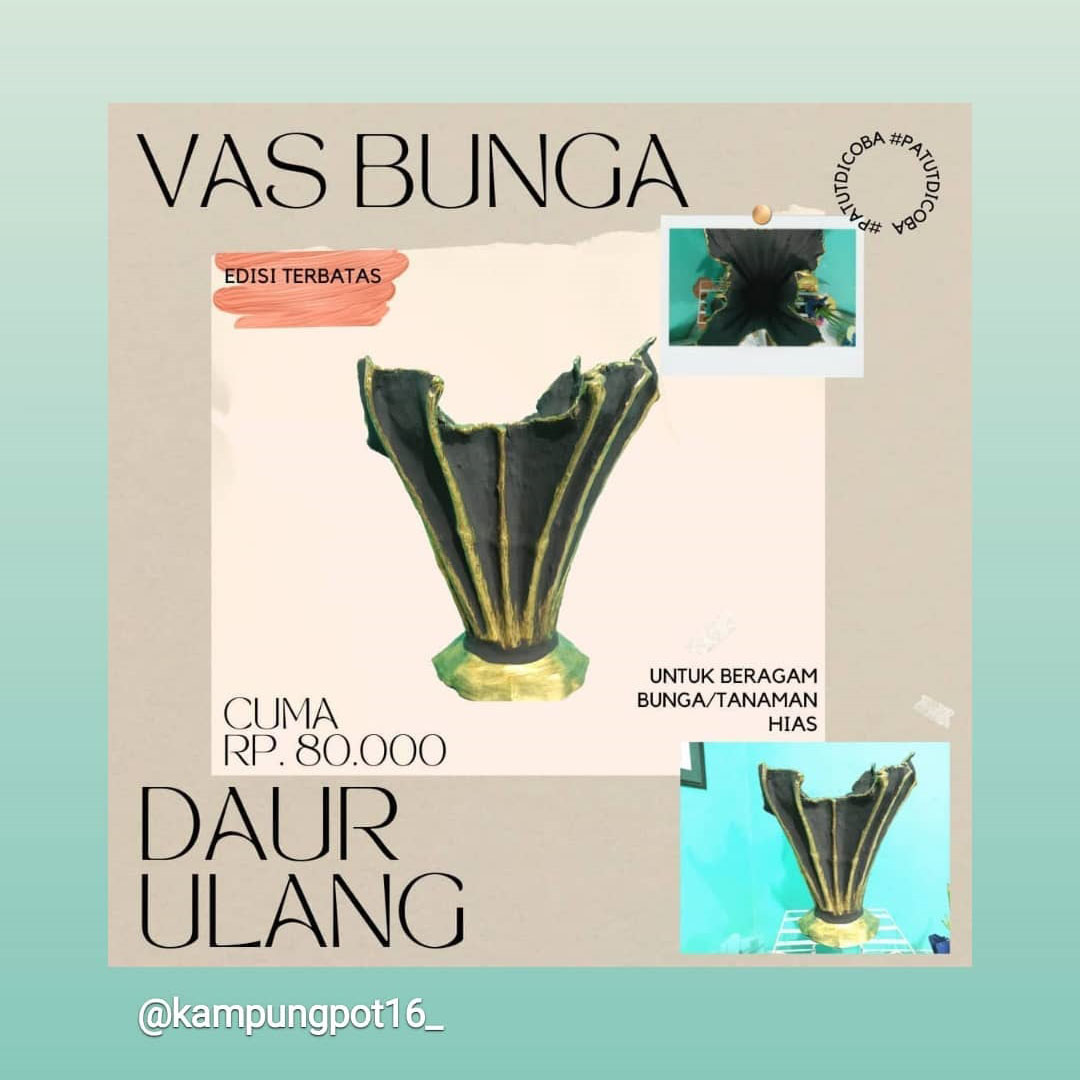 VAS BUNGA
#PATUTDICOBA #PATUTDICOBA
EDISI TERBATAS
UNTUK BERAGAM
BUNGA/TANAMAN
HIAS
CUMA
RP. 80.000
DAUR
ULANG
@kampungpot16_